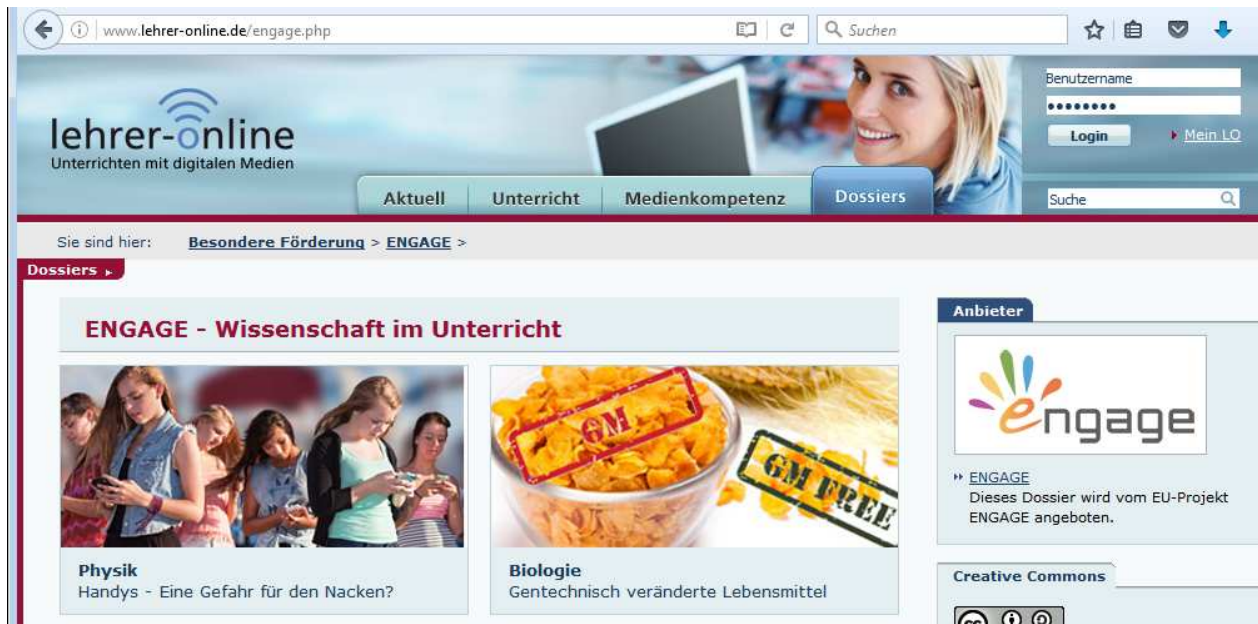 www.lehrer-online.de/engage.php
Suchen
lehrer-online
Unterrichten mit digitalen Medien
Benutzername
••••••••
Login
Mein LO
Aktuell
Unterricht
Medienkompetenz
Dossiers
Suche
Sie sind hier: Besondere Förderung > ENGAGE >
Dossiers
ENGAGE - Wissenschaft im Unterricht
GM
GM FREE
Physik
Handys - Eine Gefahr für den Nacken?
Biologie
Gentechnisch veränderte Lebensmittel
Anbieter
engage
ENGAGE
Dieses Dossier wird vom EU-Projekt
ENGAGE angeboten.
Creative Commons
cc